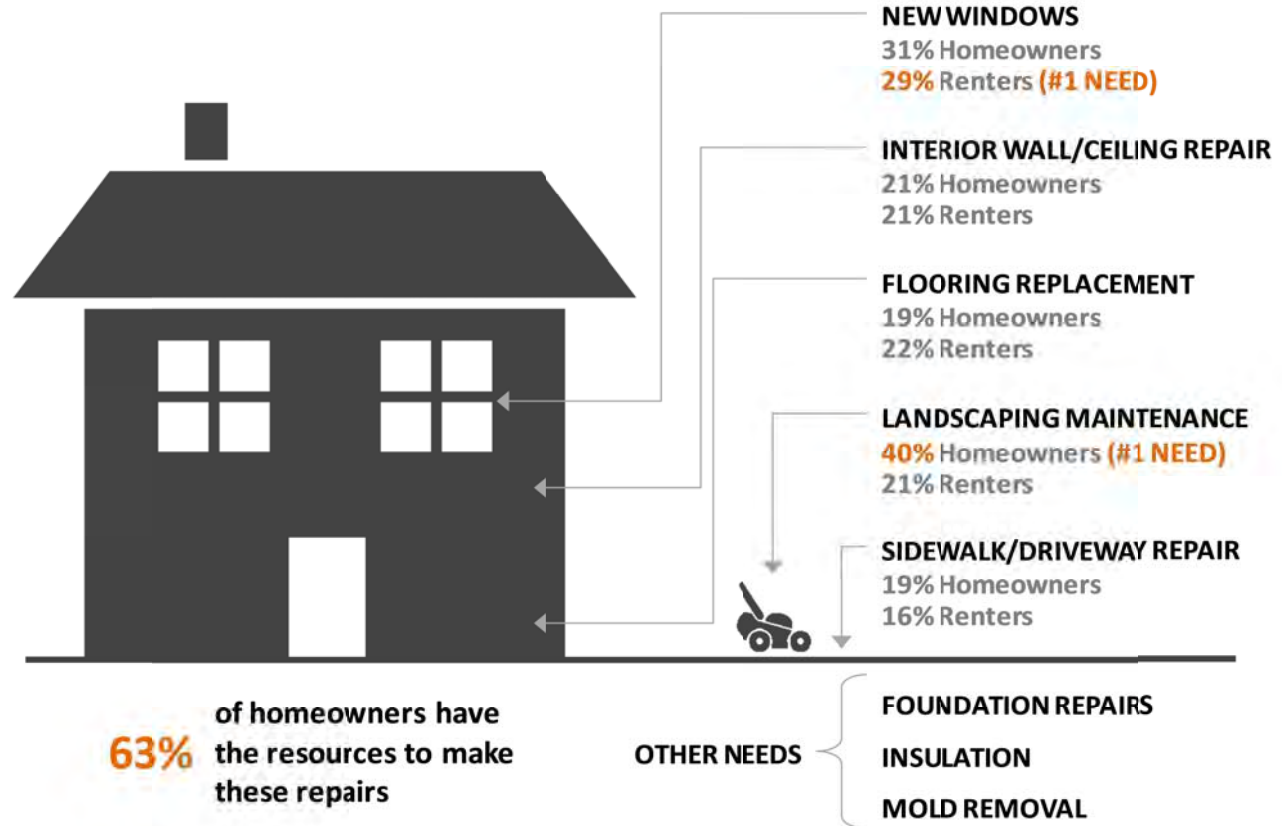 NEW WINDOWS
31% Homeowners
29% Renters (#1 NEED)
INTERIOR WALL/CEILING REPAIR
21% Homeowners
21% Renters
FLOORING REPLACEMENT
19% Homeowners
22% Renters
LANDSCAPING MAINTENANCE
40% Homeowners (#1 NEED)
21% Renters
SIDEWALK/DRIVEWAY REPAIR
19% Homeowners
16% Renters
63%
of homeowners have
the resources to make
these repairs
OTHER NEEDS
FOUNDATION REPAIRS
INSULATION
MOLD REMOVAL